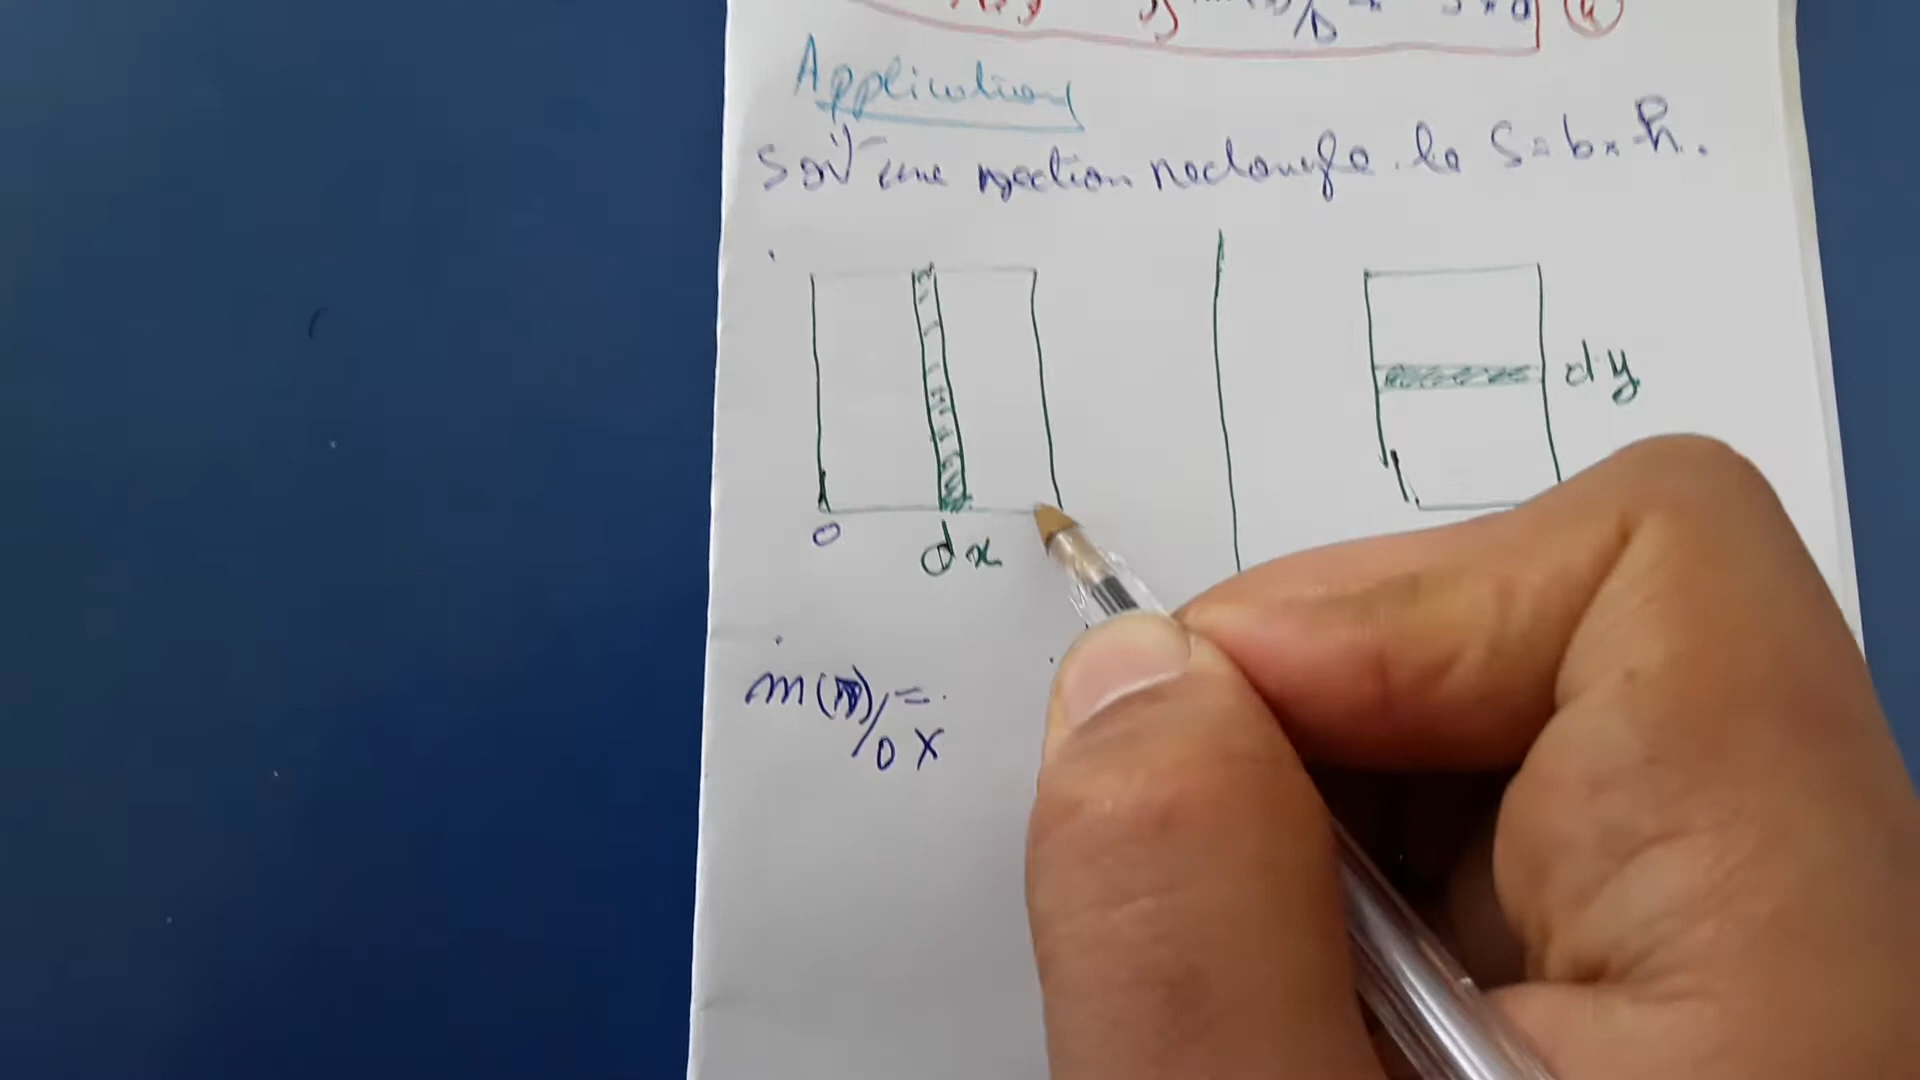 Application
Soit une section rectangle. de S = b x h.
dy
0
dx
m( )/0X =